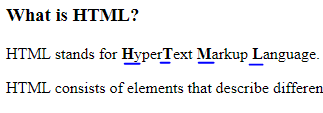 What is HTML?
HTML stands for HyperText Markup Language.
HTML consists of elements that describe differen